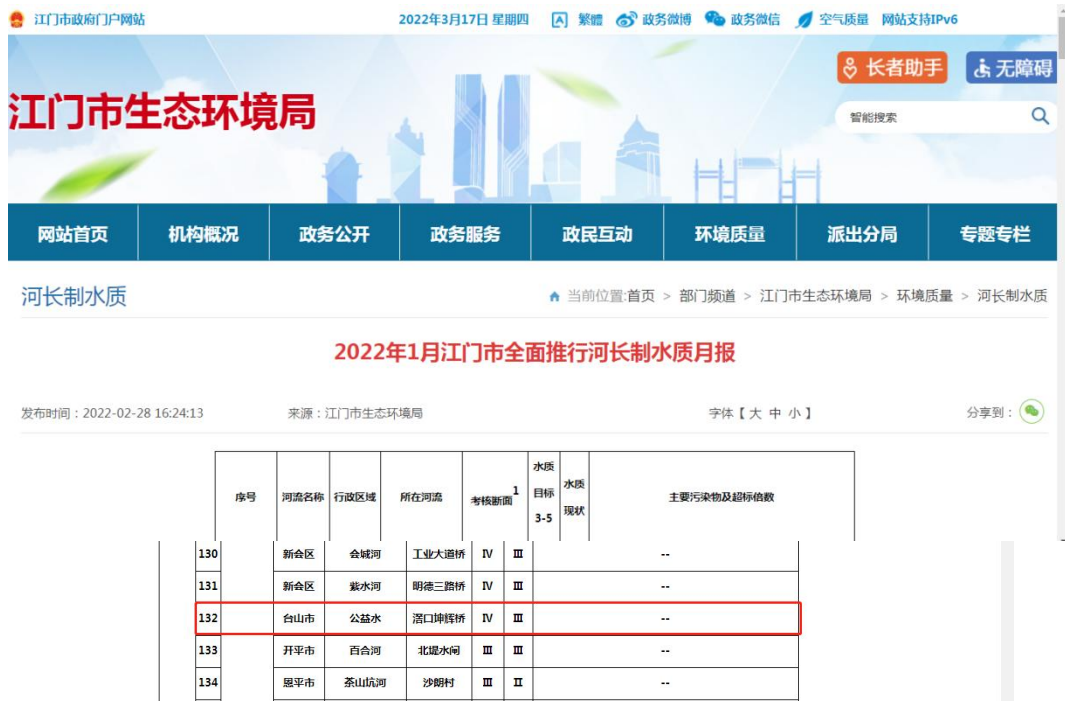 江门市政府门户网站 2022年3月17日 星期四 A 繁體 政务微博 政务微信 空气质量 网站支持IPv6
长者助手 无障碍
江门市生态环境局
智能搜索
网站首页 机构概况 政务公开 政务服务 政民互动 环境质量 派出分局 专题专栏
河长制水质 当前位置:首页 > 部门频道 > 江门市生态环境局 > 环境质量 > 河长制水质
2022年1月江门市全面推行河长制水质月报
发布时间：2022-02-28 16:24:13 来源：江门市生态环境局 字体【 大 中 小 】 分享到：
序号 河流名称 行政区域 所在河流 考核断面1 水质目标3-5 水质现状 主要污染物及超标倍数
130 新会区 会城河 工业大道桥 Ⅳ Ⅲ --
131 新会区 紫水河 明德三路桥 Ⅳ Ⅲ --
132 台山市 公益水 滘口坤辉桥 Ⅳ Ⅲ --
133 开平市 百合河 北堤水闸 Ⅲ Ⅲ --
134 恩平市 茶山坑河 沙朗村 Ⅲ Ⅱ --